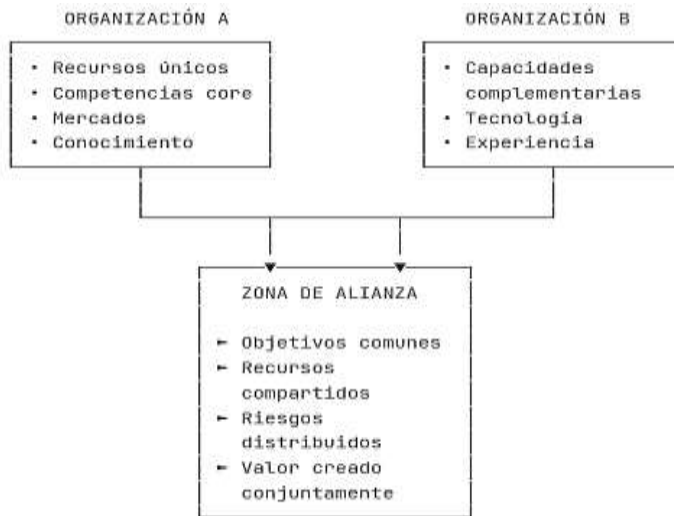 ORGANIZACIÓN A
• Recursos únicos
• Competencias core
• Mercados
• Conocimiento
ORGANIZACIÓN B
• Capacidades
complementarias
• Tecnología
• Experiencia
ZONA DE ALIANZA
► Objetivos comunes
► Recursos
compartidos
► Riesgos
distribuidos
► Valor creado
conjuntamente